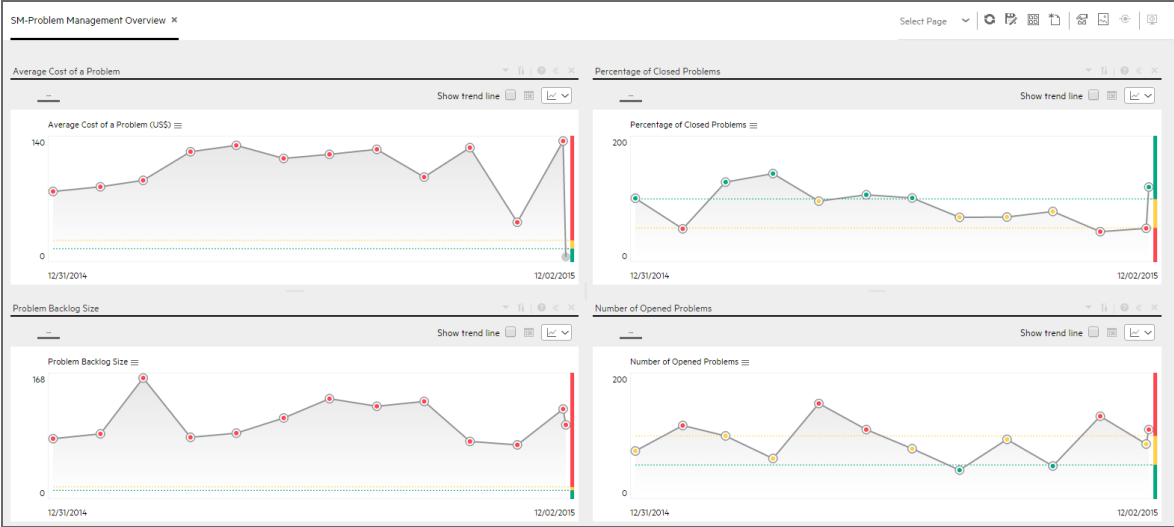 SM-Problem Management Overview ×
Select Page
Average Cost of a Problem
Percentage of Closed Problems
--
Show trend line
--
Show trend line
Average Cost of a Problem (US$)
Percentage of Closed Problems
140
200
0
0
12/31/2014
12/02/2015
12/31/2014
12/02/2015
Problem Backlog Size
Number of Opened Problems
--
Show trend line
--
Show trend line
Problem Backlog Size
Number of Opened Problems
168
200
0
0
12/31/2014
12/02/2015
12/31/2014
12/02/2015